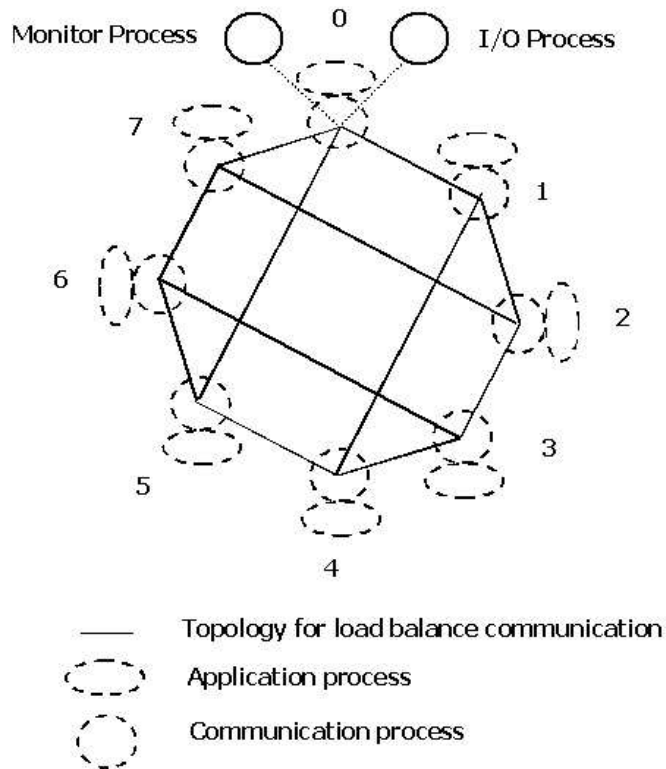 0
Monitor Process
I/O Process
7
1
6
2
3
5
4
Topology for load balance communication
Application process
Communication process